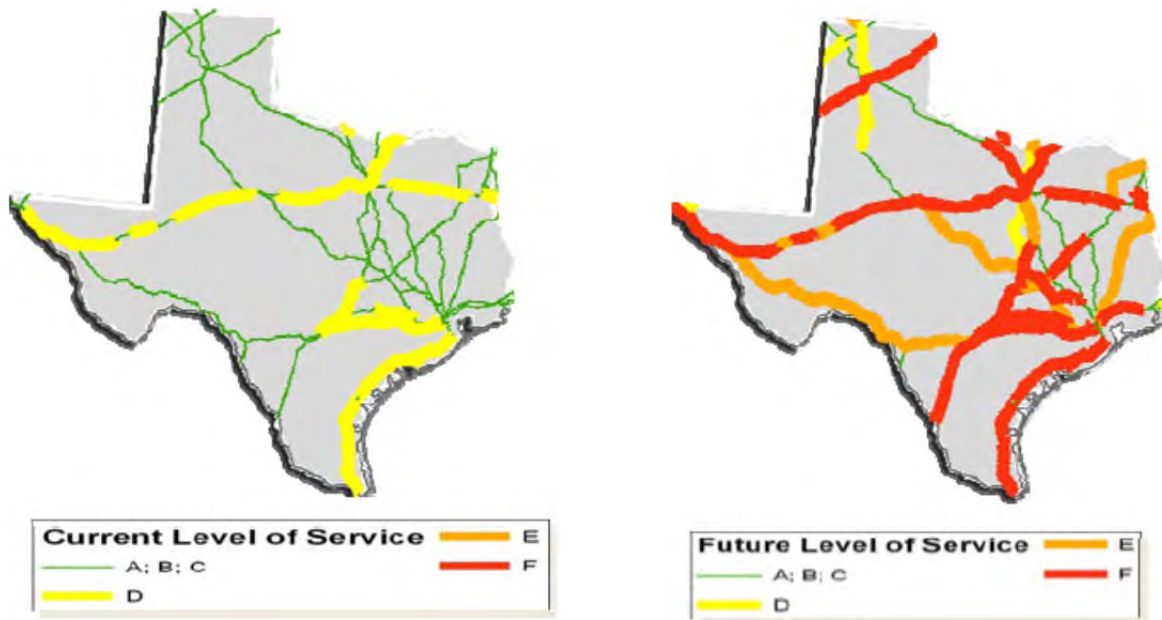 Current Level of Service
E
A; B; C
F
D
Future Level of Service
E
A; B; C
F
D